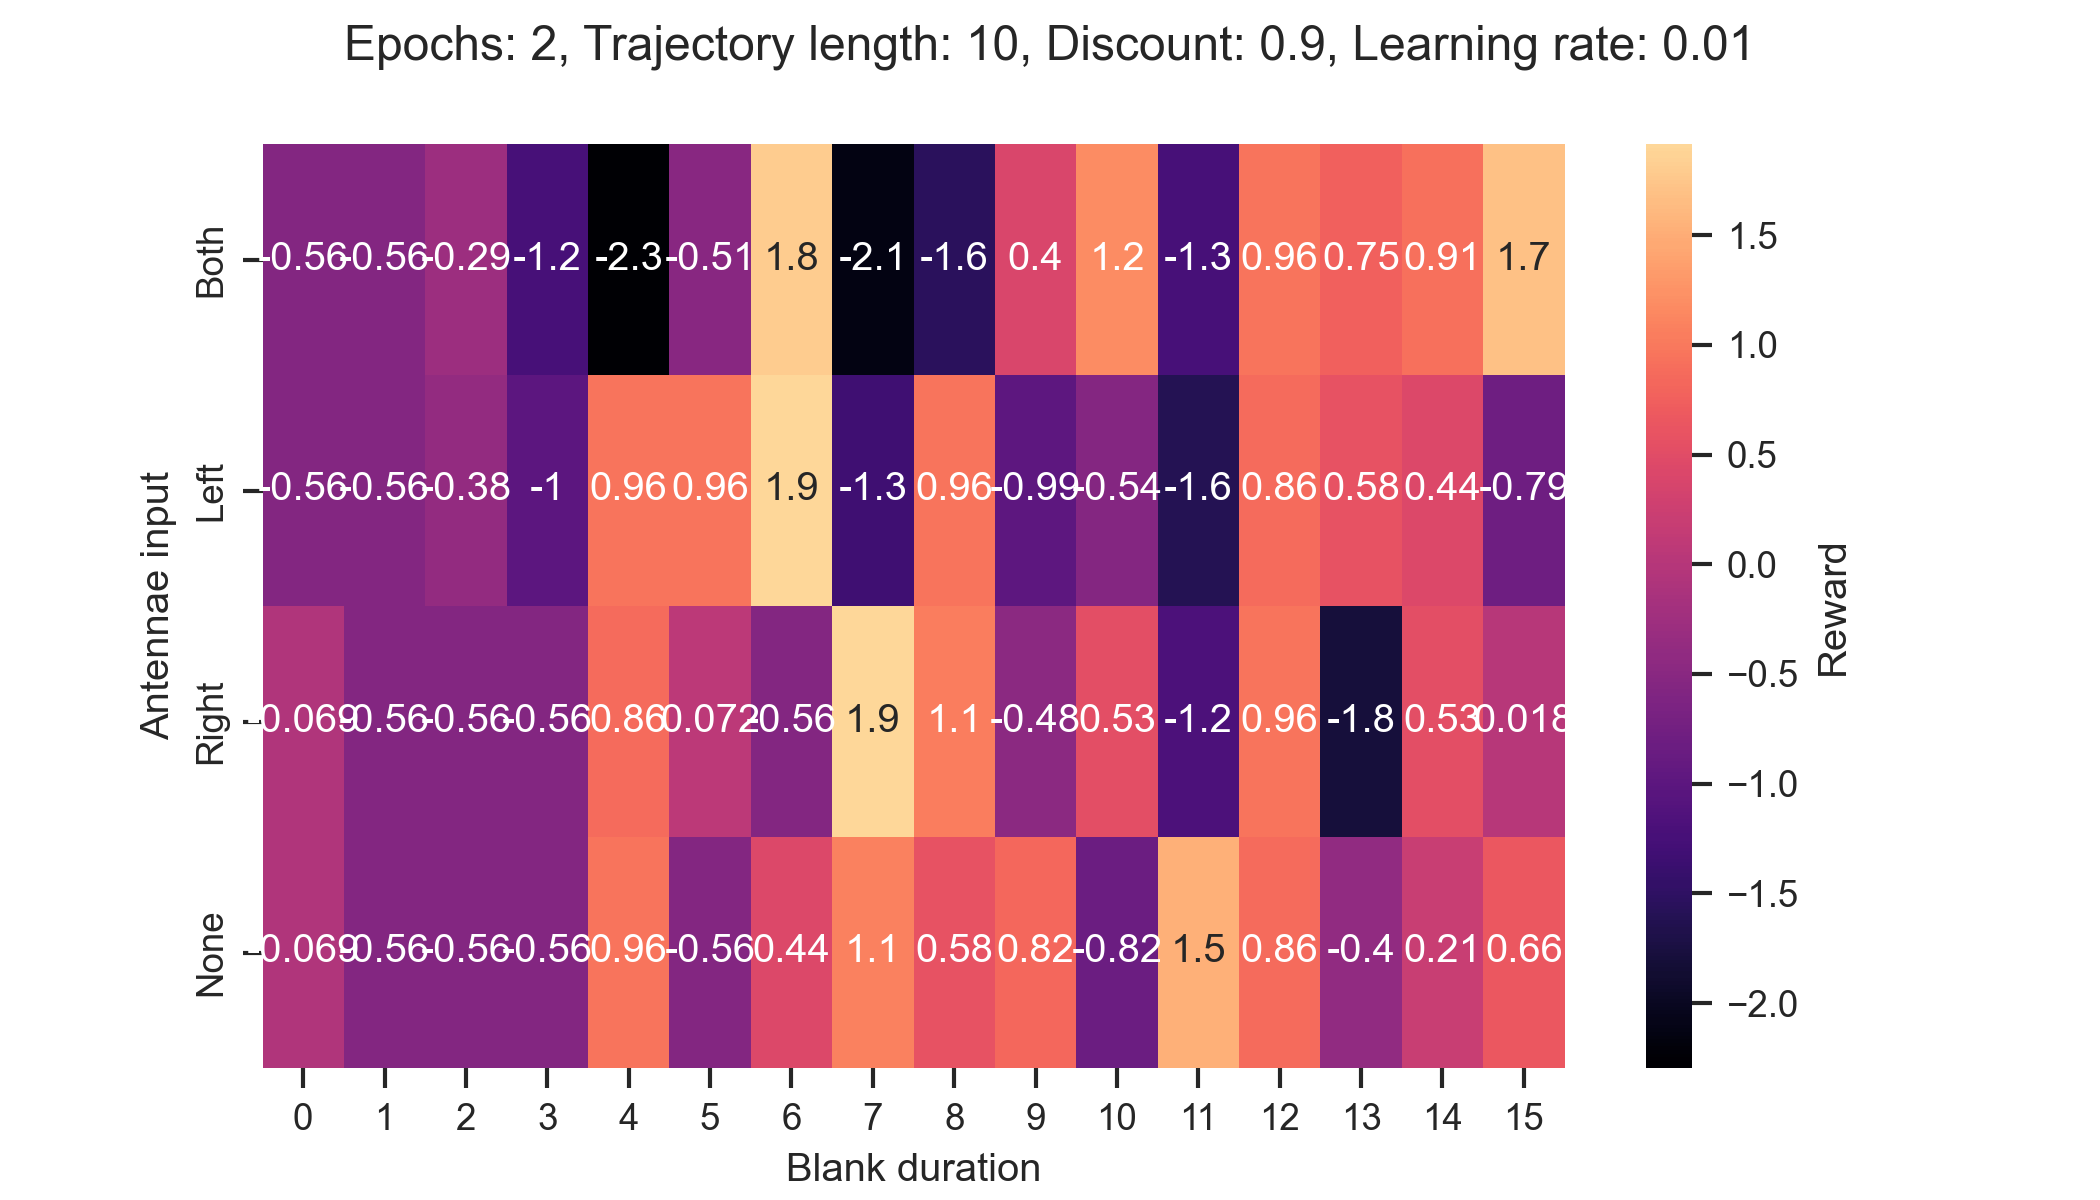 Epochs: 2, Trajectory length: 10, Discount: 0.9, Learning rate: 0.01
Both -0.56 -0.56 -0.29 -1.2 -2.3 -0.51 1.8 -2.1 -1.6 0.4 1.2 -1.3 0.96 0.75 0.91 1.7
Left -0.56 -0.56 -0.38 -1 0.96 0.96 1.9 -1.3 0.96 -0.99 -0.54 -1.6 0.86 0.58 0.44 -0.79
Right -0.069 -0.56 -0.56 -0.56 0.86 0.072 -0.56 1.9 1.1 -0.48 0.53 -1.2 0.96 -1.8 0.53 0.018
None -0.069 -0.56 -0.56 -0.56 0.96 -0.56 0.44 1.1 0.58 0.82 -0.82 1.5 0.86 -0.4 0.21 0.66
0 1 2 3 4 5 6 7 8 9 10 11 12 13 14 15
Blank duration
Antennae input
1.5
1.0
0.5
0.0
−0.5
−1.0
−1.5
−2.0
Reward